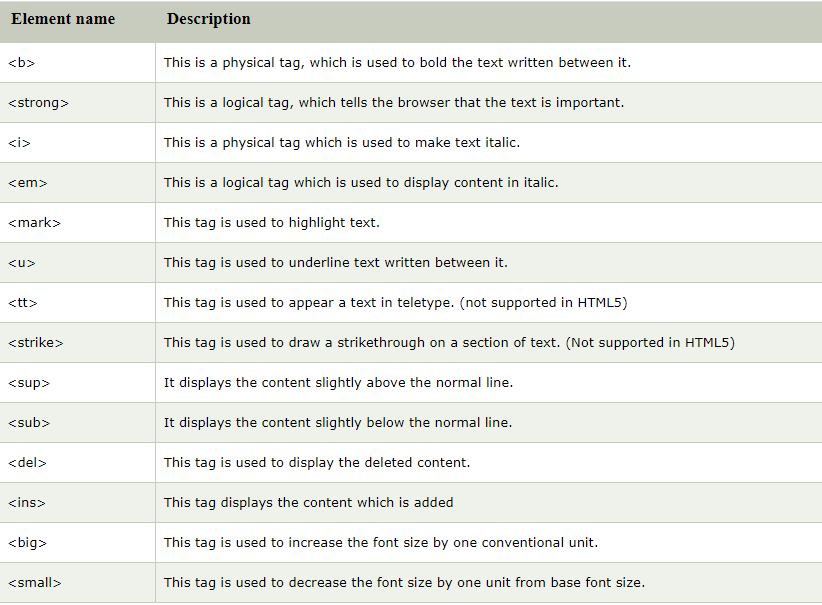 Element name Description
<b> This is a physical tag, which is used to bold the text written between it.
<strong> This is a logical tag, which tells the browser that the text is important.
<i> This is a physical tag which is used to make text italic.
<em> This is a logical tag which is used to display content in italic.
<mark> This tag is used to highlight text.
<u> This tag is used to underline text written between it.
<tt> This tag is used to appear a text in teletype. (not supported in HTML5)
<strike> This tag is used to draw a strikethrough on a section of text. (Not supported in HTML5)
<sup> It displays the content slightly above the normal line.
<sub> It displays the content slightly below the normal line.
<del> This tag is used to display the deleted content.
<ins> This tag displays the content which is added
<big> This tag is used to increase the font size by one conventional unit.
<small> This tag is used to decrease the font size by one unit from base font size.